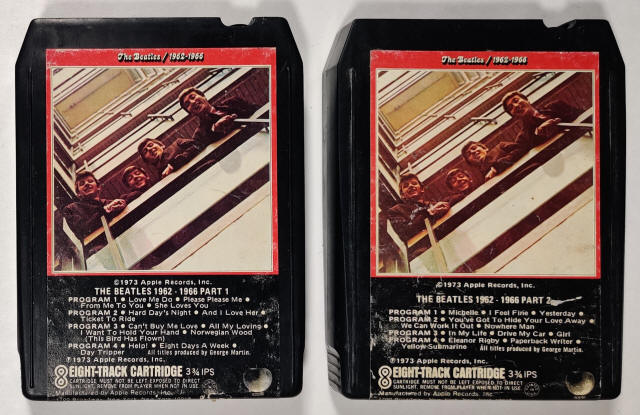 The Beatles / 1962-1966
©1973 Apple Records, Inc.
THE BEATLES 1962 - 1966 PART 1
PROGRAM 1 • Love Me Do • Please Please Me •
From Me To You • She Loves You
PROGRAM 2 • Hard Day's Night • And I Love Her •
Ticket To Ride
PROGRAM 3 • Can't Buy Me Love • All My Loving •
I Want To Hold Your Hand • Norwegian Wood
(This Bird Has Flown)
PROGRAM 4 • Help! • Eight Days A Week •
Day Tripper All titles produced by George Martin.
℗1973 Apple Records, Inc.
8 EIGHT-TRACK CARTRIDGE 3¾ IPS
CARTRIDGE MUST NOT BE LEFT EXPOSED TO DIRECT
SUNLIGHT. REMOVE FROM PLAYER WHEN NOT IN USE.
Manufactured by Apple Records, Inc.
The Beatles / 1962-1966
©1973 Apple Records, Inc.
THE BEATLES 1962 - 1966 PART 2
PROGRAM 1 • Michelle • I Feel Fine • Yesterday •
PROGRAM 2 • You've Got To Hide Your Love Away •
We Can Work It Out • Nowhere Man
PROGRAM 3 • In My Life • Drive My Car • Girl
PROGRAM 4 • Eleanor Rigby • Paperback Writer •
Yellow Submarine All titles produced by George Martin.
℗1973 Apple Records, Inc.
8 EIGHT-TRACK CARTRIDGE 3¾ IPS
CARTRIDGE MUST NOT BE LEFT EXPOSED TO DIRECT
SUNLIGHT. REMOVE FROM PLAYER WHEN NOT IN USE.
Manufactured by Apple Records, Inc.